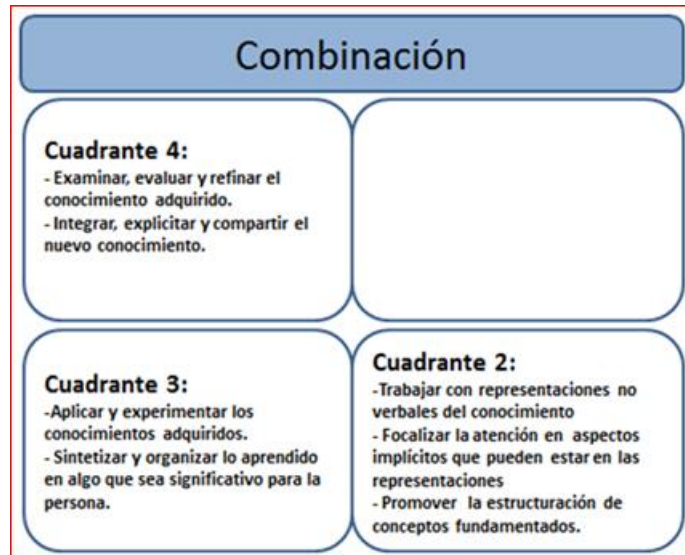 Combinación
Cuadrante 4:
- Examinar, evaluar y refinar el
conocimiento adquirido.
- Integrar, explicitar y compartir el
nuevo conocimiento.
Cuadrante 3:
-Aplicar y experimentar los
conocimientos adquiridos.
- Sintetizar y organizar lo aprendido
en algo que sea significativo para la
persona.
Cuadrante 2:
-Trabajar con representaciones no
verbales del conocimiento
- Focalizar la atención en aspectos
implícitos que pueden estar en las
representaciones
-Promover la estructuración de
conceptos fundamentados.